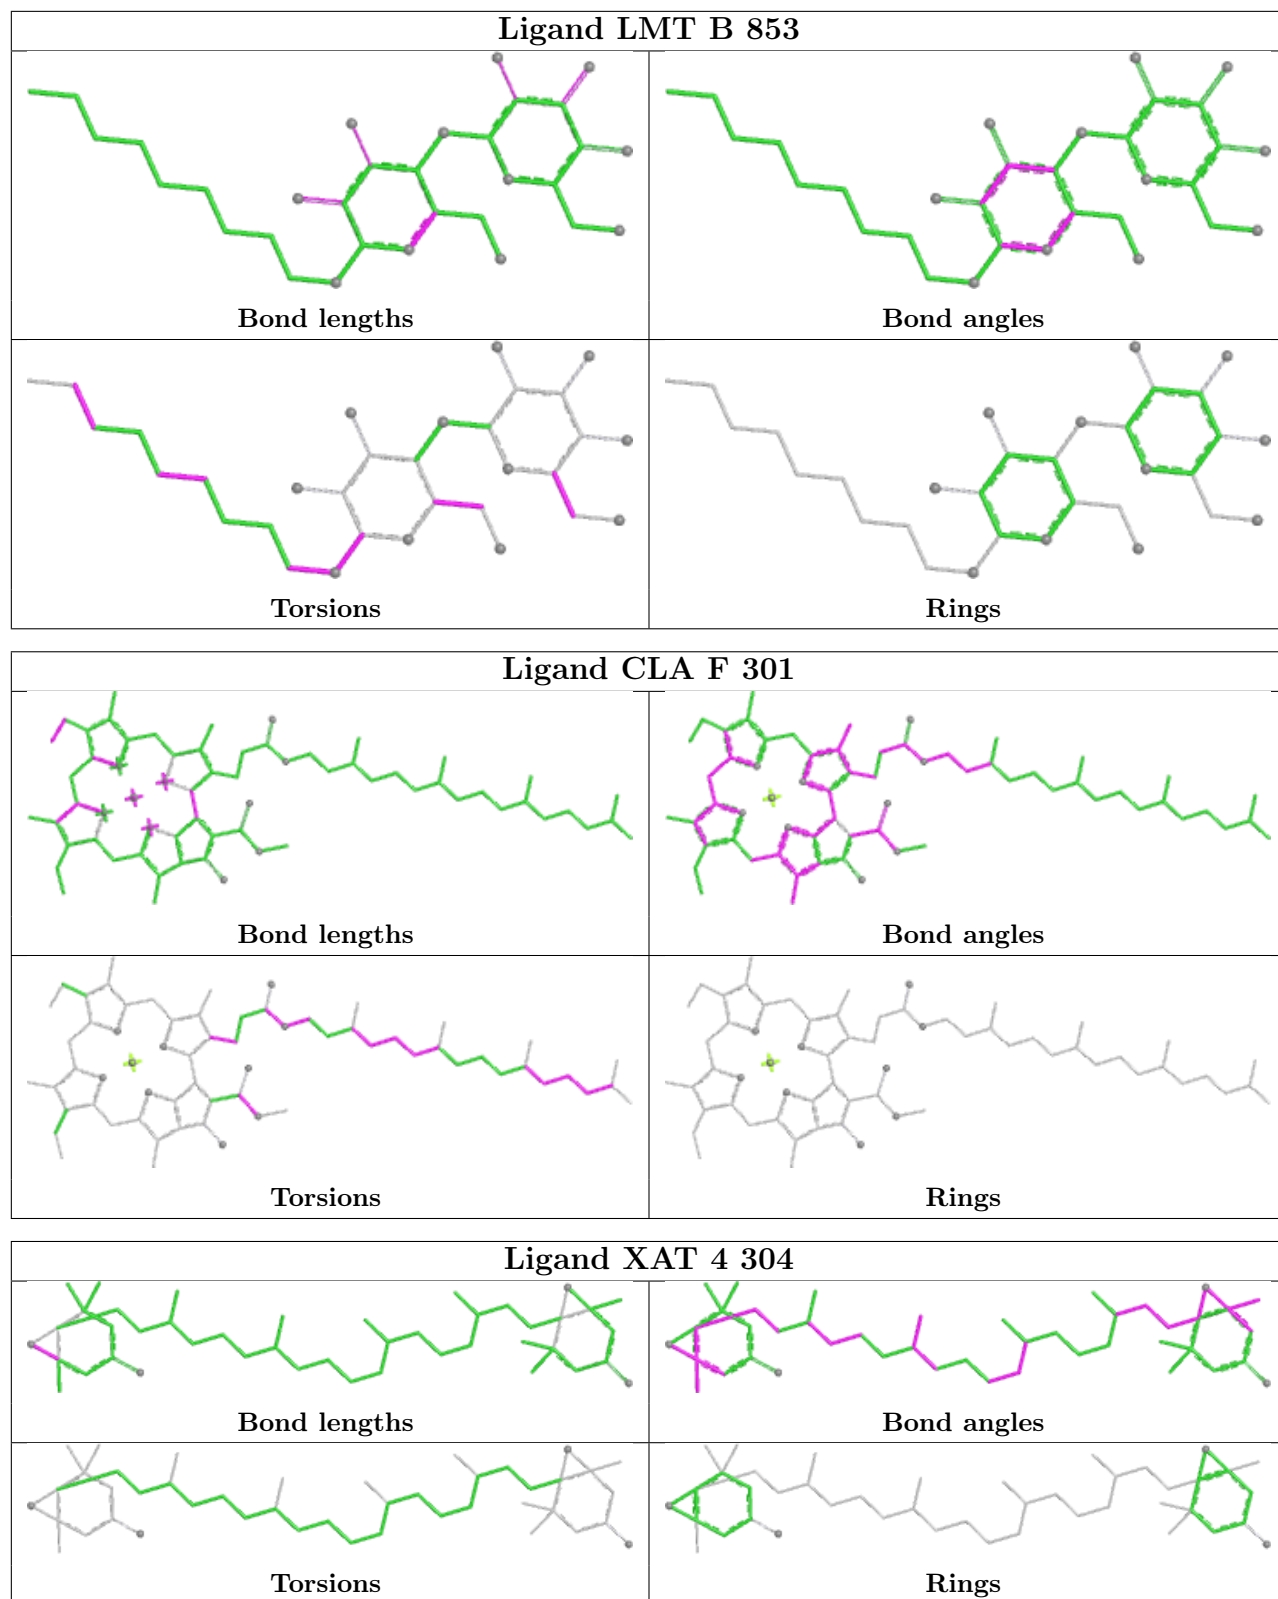 Ligand LMT B 853
Bond lengths
Bond angles
Torsions
Rings
Ligand CLA F 301
Bond lengths
Bond angles
Torsions
Rings
Ligand XAT 4 304
Bond lengths
Bond angles
Torsions
Rings